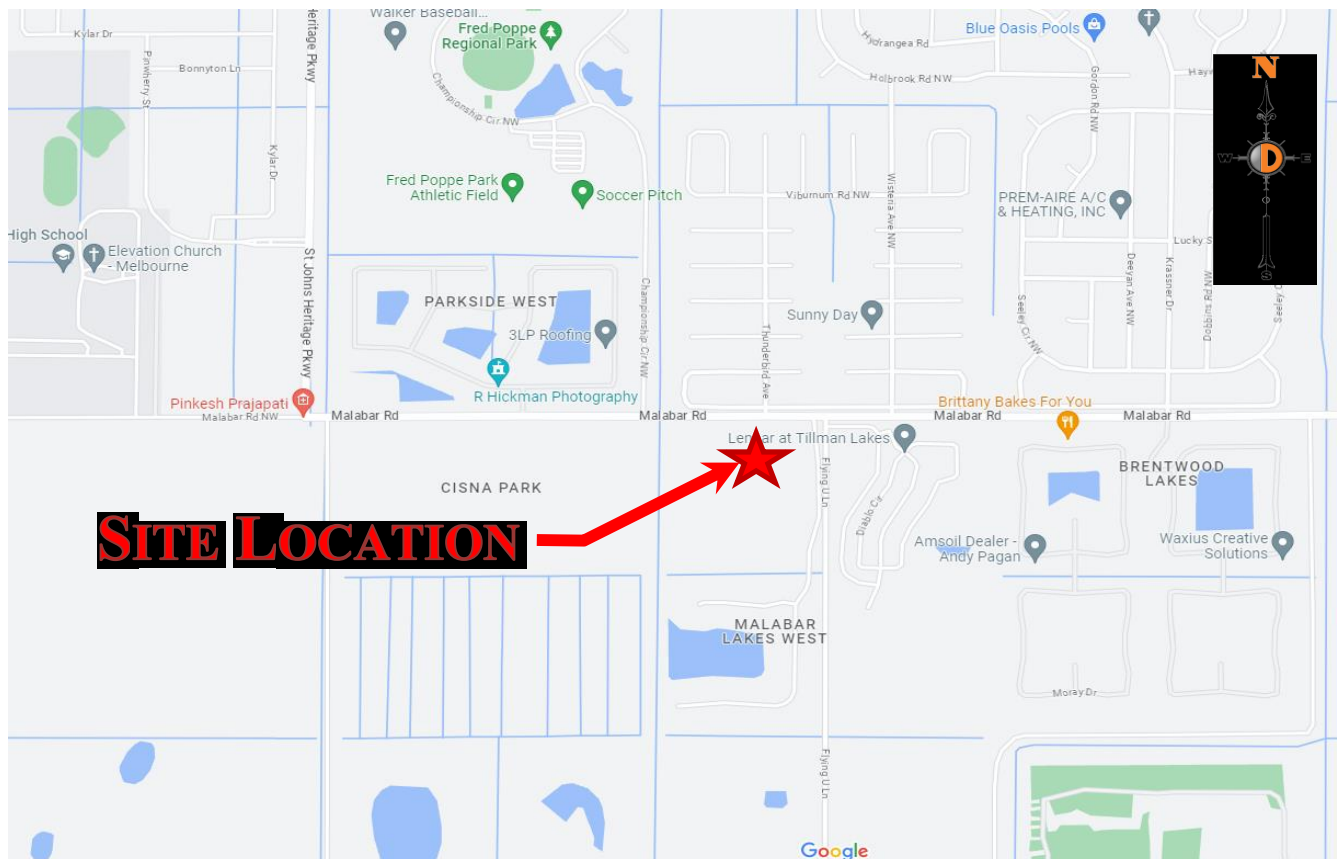 Walker Baseball...
Fred Poppe
Regional Park
Blue Oasis Pools
Kylar Dr
Bonnyton Ln
Pinwherry St
Heritage Pkwy
Hydrangea Rd
Holbrook Rd NW
Gordon Rd NW
N
W
D
E
S
Championship Cir NW
Kylar Dr
Fred Poppe Park
Athletic Field
Soccer Pitch
Viburnum Rd NW
Wisteria Ave NW
PREM-AIRE A/C
& HEATING, INC
High School
Elevation Church
- Melbourne
Lucky S
St Johns Heritage Pkwy
PARKSIDE WEST
3LP Roofing
Championship Cir NW
Sunny Day
Thunderbird Ave
Seeley Cir NW
Deeyan Ave NW
Krassner Dr
Dobbins Rd NW
R Hickman Photography
Pinkesh Prajapati
Malabar Rd NW
Malabar Rd
Malabar Rd
Malabar Rd
Malabar Rd
Brittany Bakes For You
Lennar at Tillman Lakes
Flying U Ln
Diablo Cir
CISNA PARK
BRENTWOOD
LAKES
SITE LOCATION
Amsoil Dealer -
Andy Pagan
Waxius Creative
Solutions
MALABAR
LAKES WEST
Moray Dr
Flying U Ln
Google